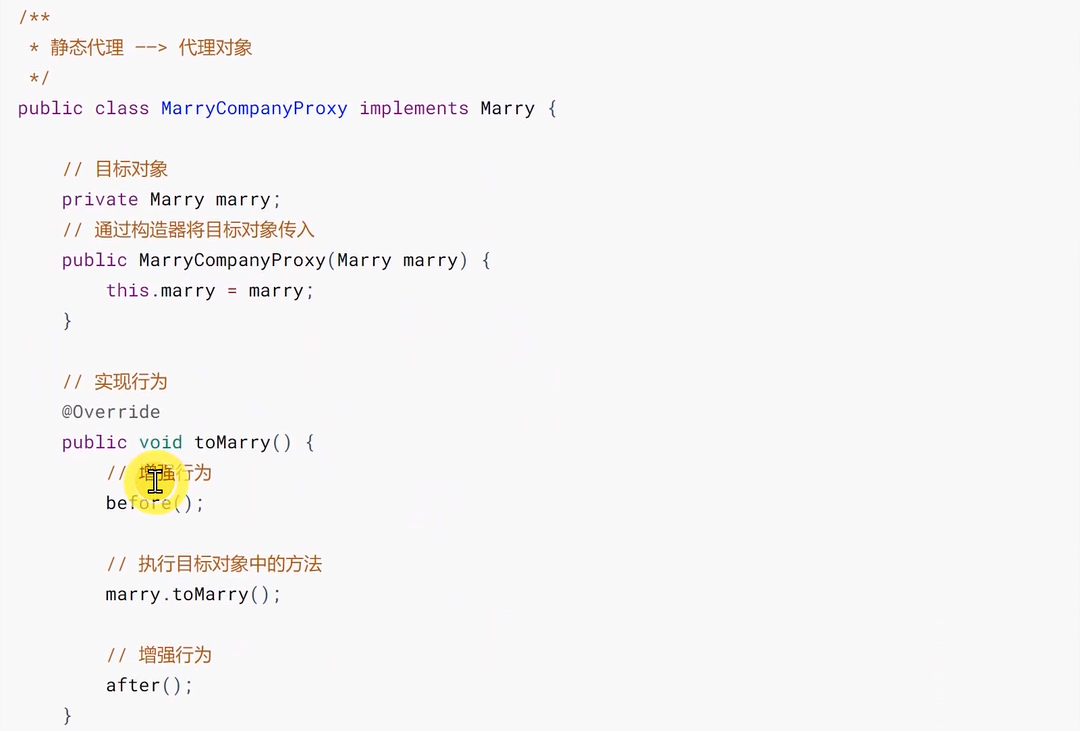 /**
 * 静态代理 --> 代理对象
 */
public class MarryCompanyProxy implements Marry {
    // 目标对象
    private Marry marry;
    // 通过构造器将目标对象传入
    public MarryCompanyProxy(Marry marry) {
        this.marry = marry;
    }
    // 实现行为
    @Override
    public void toMarry() {
        // 增强行为
        before();
        // 执行目标对象中的方法
        marry.toMarry();
        // 增强行为
        after();
    }